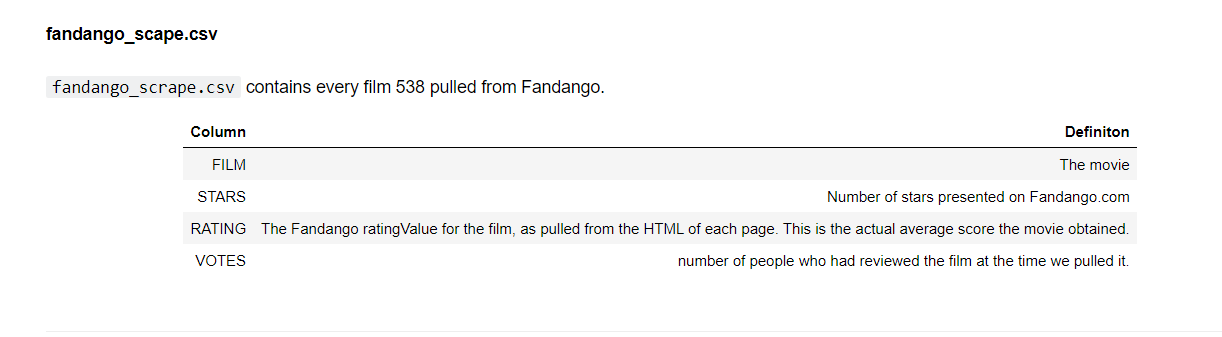 fandango_scape.csv
fandango_scrape.csv contains every film 538 pulled from Fandango.
Column Definiton
FILM The movie
STARS Number of stars presented on Fandango.com
RATING The Fandango ratingValue for the film, as pulled from the HTML of each page. This is the actual average score the movie obtained.
VOTES number of people who had reviewed the film at the time we pulled it.